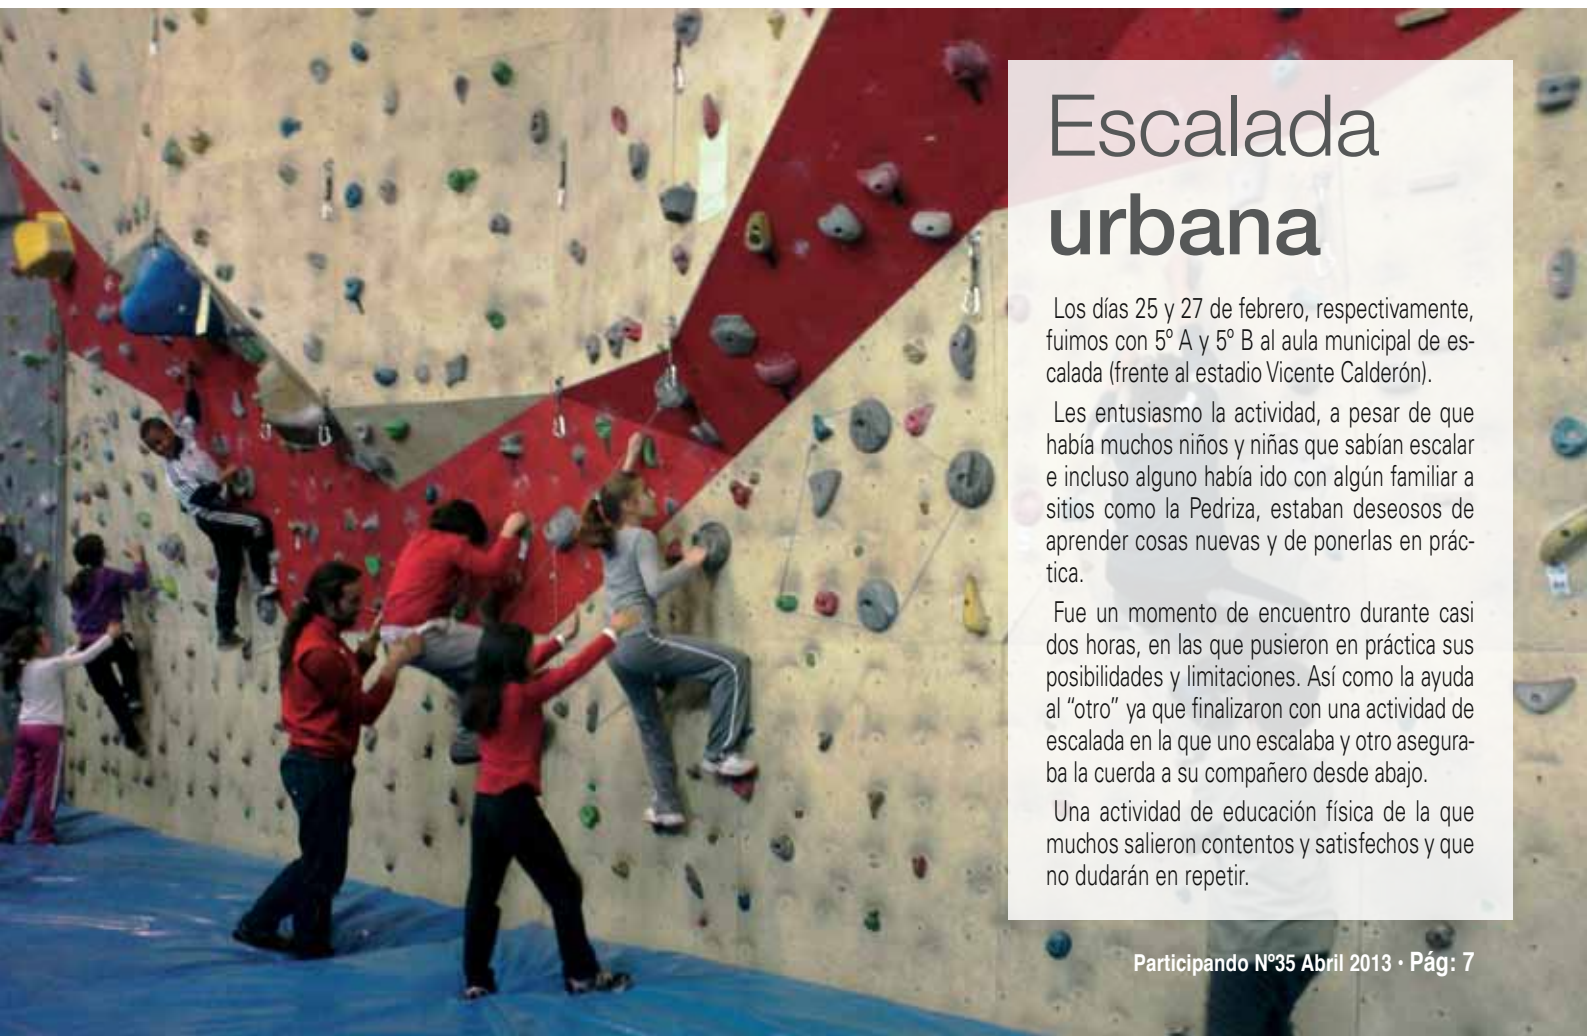 Escalada
urbana
Los días 25 y 27 de febrero, respectivamente,
fuimos con 5º A y 5º B al aula municipal de es-
calada (frente al estadio Vicente Calderón).
Les entusiasmo la actividad, a pesar de que
había muchos niños y niñas que sabían escalar
e incluso alguno había ido con algún familiar a
sitios como la Pedriza, estaban deseosos de
aprender cosas nuevas y de ponerlas en prác-
tica.
Fue un momento de encuentro durante casi
dos horas, en las que pusieron en práctica sus
posibilidades y limitaciones. Así como la ayuda
al “otro” ya que finalizaron con una actividad de
escalada en la que uno escalaba y otro asegura-
ba la cuerda a su compañero desde abajo.
Una actividad de educación física de la que
muchos salieron contentos y satisfechos y que
no dudarán en repetir.
Participando Nº35 Abril 2013 · Pág: 7